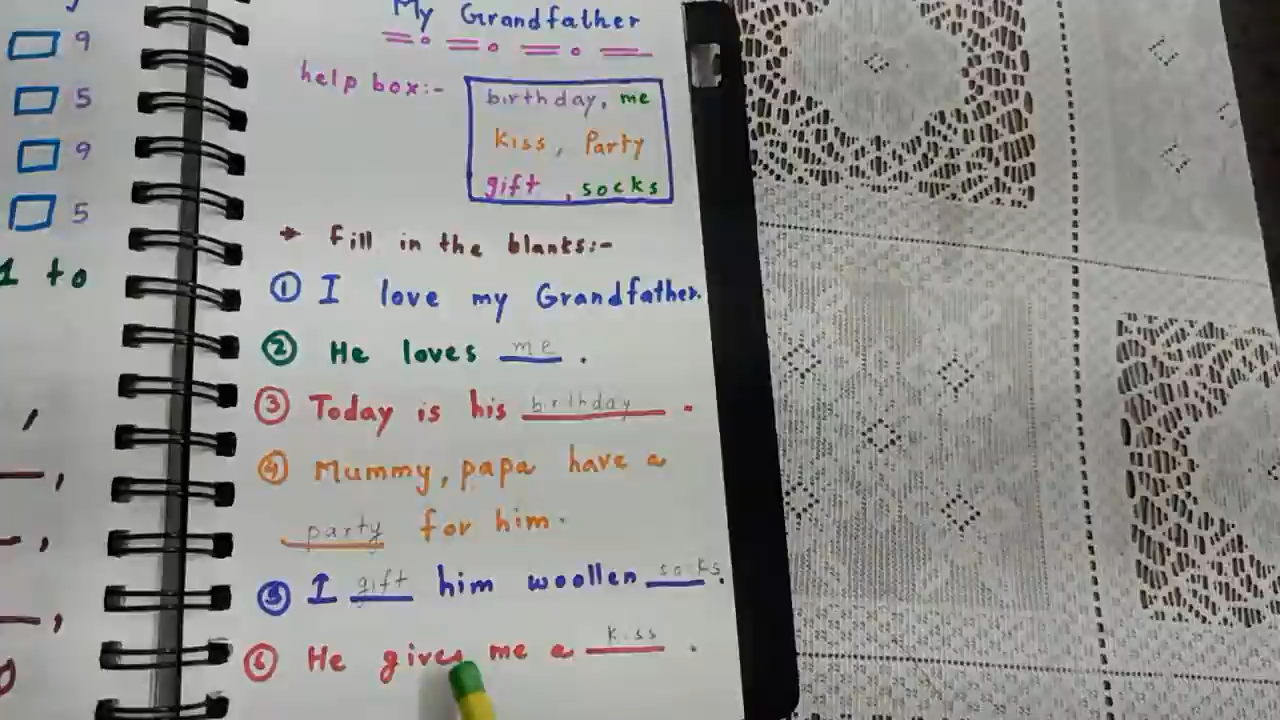 9
5
9
5
1 to
My Grandfather
help box:-
birthday, me
kiss, Party
gift , socks
→ fill in the blanks:-
① I love my Grandfather.
② He loves me .
③ Today is his birthday .
④ Mummy, papa have a
party for him.
⑤ I gift him woollen socks.
⑥ He gives me a kiss .